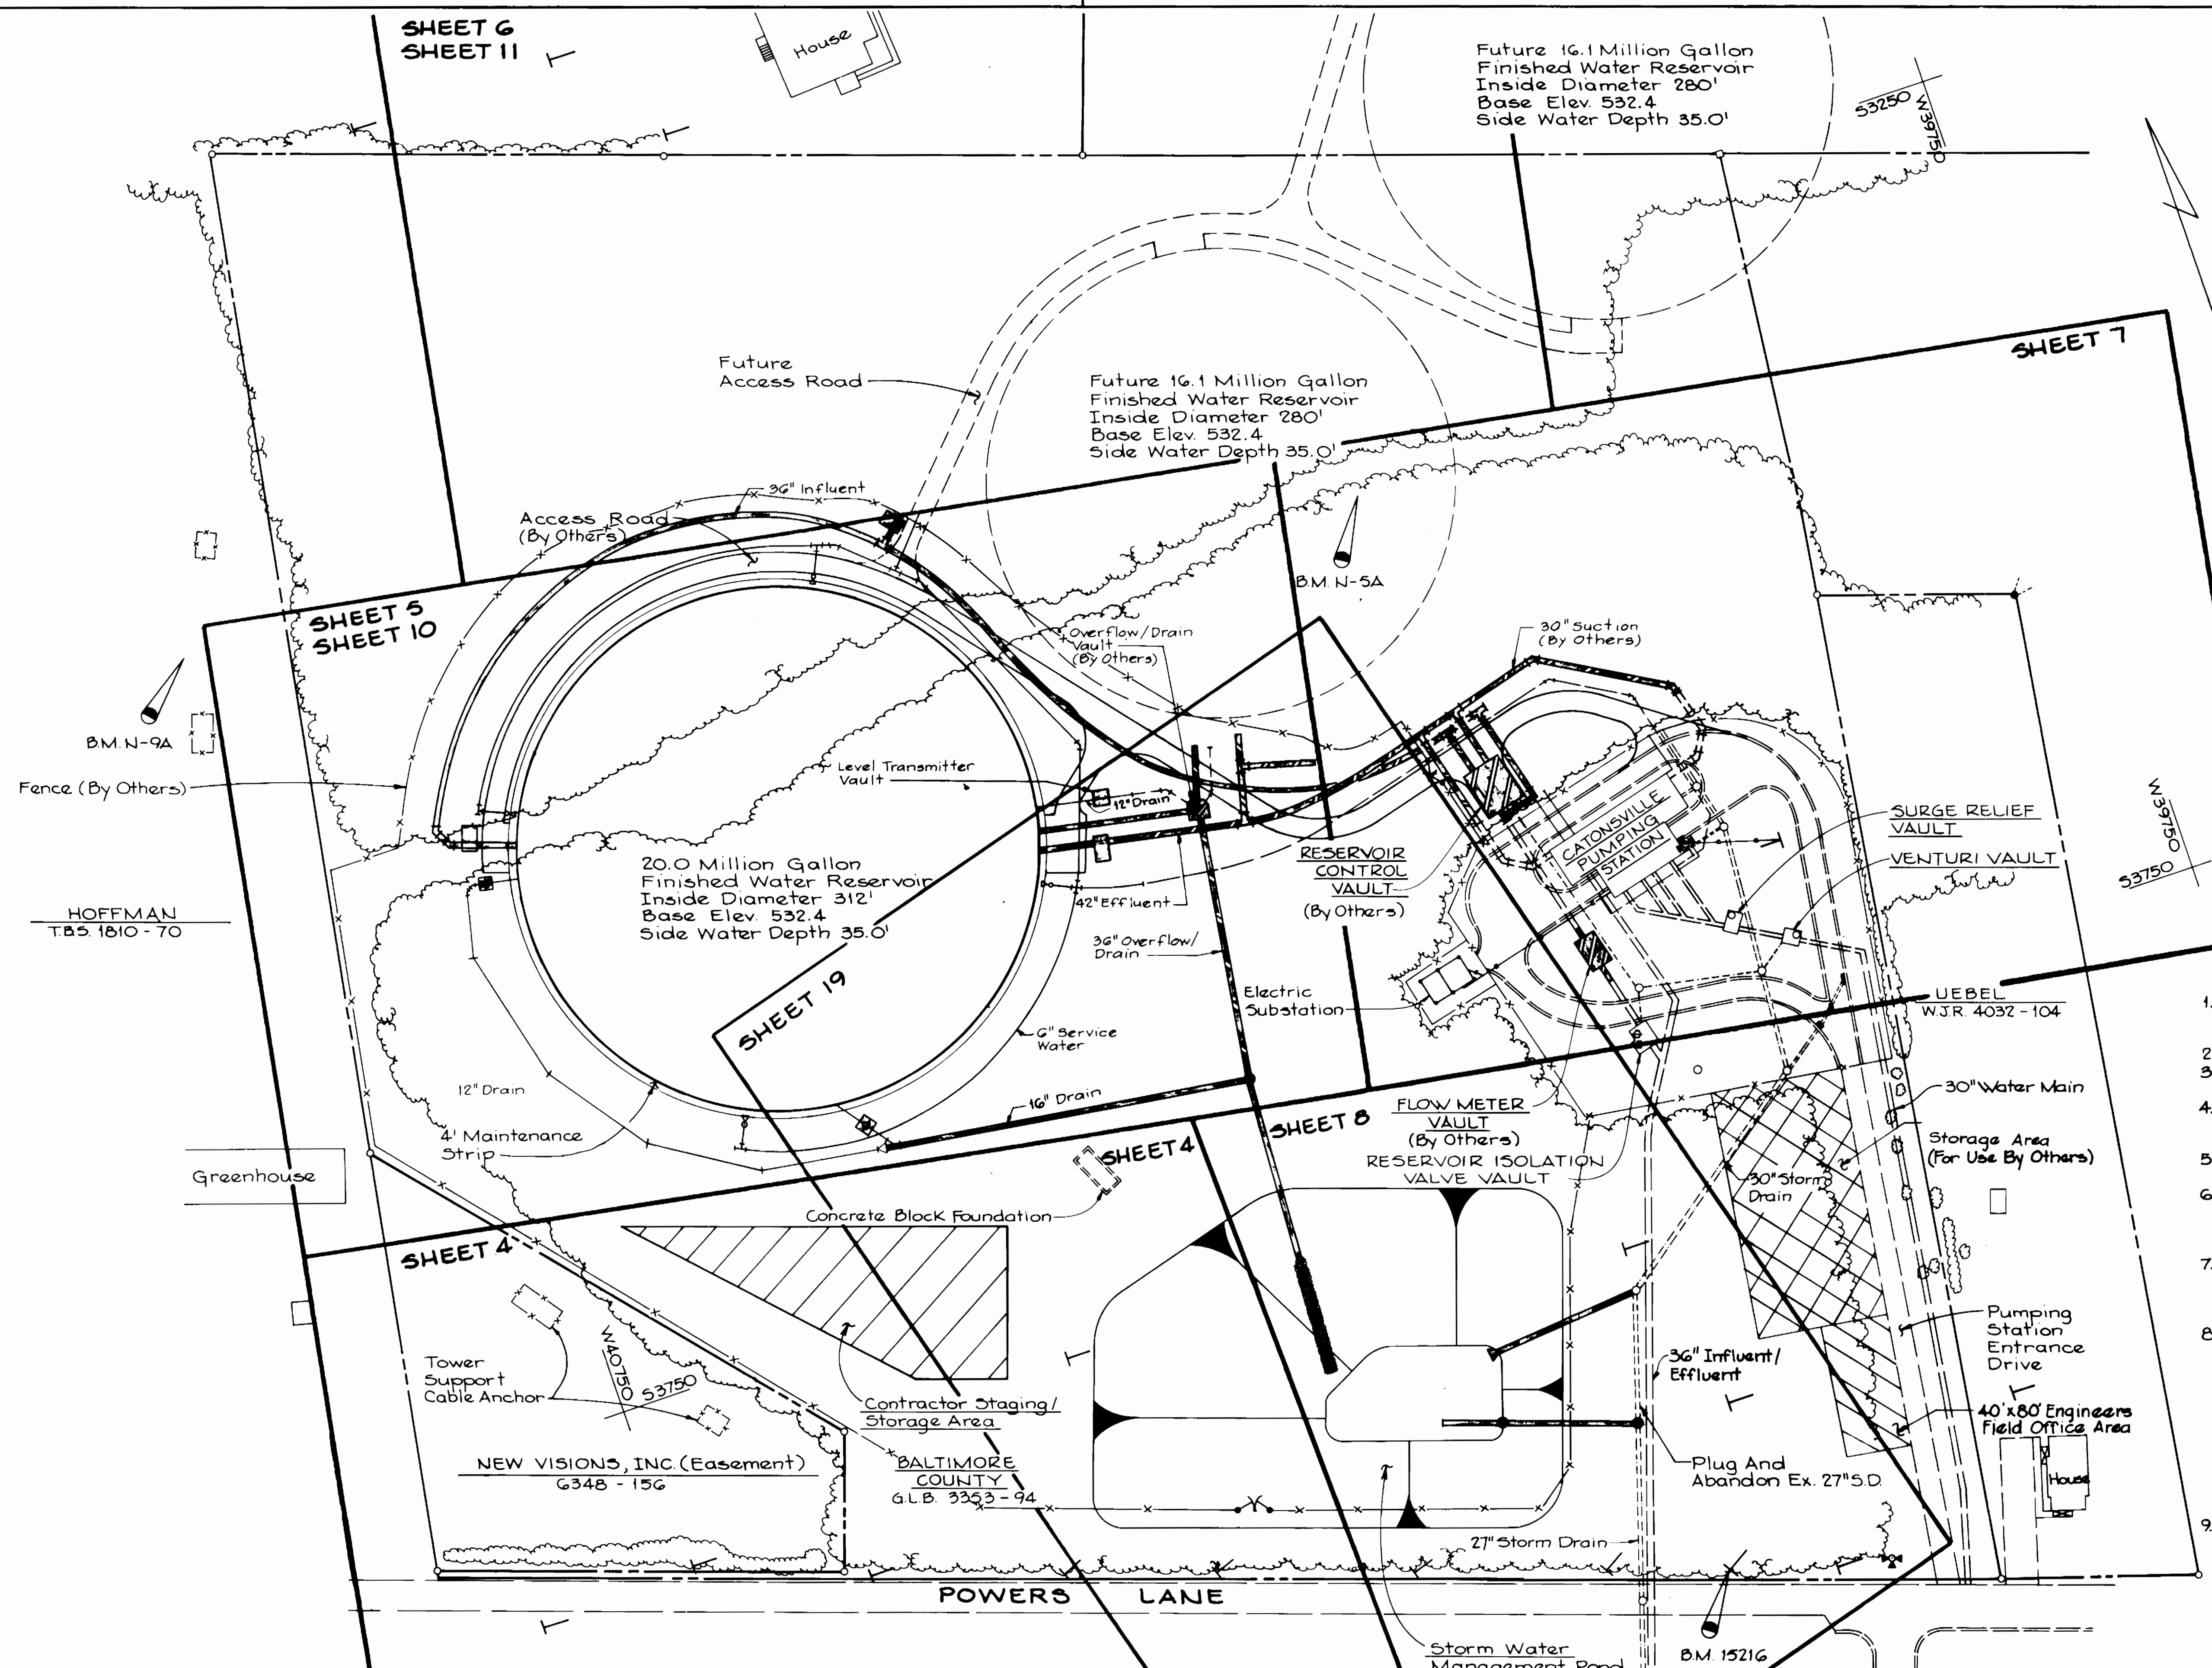 SHEET 6
SHEET 11
House
Future 16.1 Million Gallon
Finished Water Reservoir
Inside Diameter 280'
Base Elev. 532.4
Side Water Depth 35.0'
S3250
W39750
SHEET 7
Future
Access Road
Future 16.1 Million Gallon
Finished Water Reservoir
Inside Diameter 280'
Base Elev. 532.4
Side Water Depth 35.0'
36" Influent
Access Road
(By Others)
B.M. N-5A
SHEET 5
SHEET 10
Overflow/Drain
Vault
(By Others)
30" Suction
(By Others)
B.M. N-9A
Fence (By Others)
Level Transmitter
Vault
12" Drain
CATONSVILLE
PUMPING
STATION
SURGE RELIEF
VAULT
VENTURI VAULT
W39750
S3750
RESERVOIR
CONTROL
VAULT
(By Others)
20.0 Million Gallon
Finished Water Reservoir
Inside Diameter 312'
Base Elev. 532.4
Side Water Depth 35.0'
42" Effluent
HOFFMAN
T.B.S. 1810 - 70
36" Overflow/
Drain
SHEET 19
Electric
Substation
UEBEL
W.J.R. 4032 - 104
1.
6" Service
Water
2
3
12" Drain
16" Drain
30" Water Main
4.
FLOW METER
VAULT
(By Others)
SHEET 8
4' Maintenance
Strip
SHEET 4
Storage Area
(For Use By Others)
5
RESERVOIR ISOLATION
VALVE VAULT
Greenhouse
30" Storm
Drain
6
Concrete Block Foundation
SHEET 4
7.
Pumping
Station
Entrance
Drive
8
Tower
Support
Cable Anchor
W40750
S3750
36" Influent/
Effluent
Contractor Staging/
Storage Area
40'x80' Engineers
Field Office Area
NEW VISIONS, INC. (Easement)
6348 - 156
BALTIMORE
COUNTY
G.L.B. 3353 - 94
Plug And
Abandon Ex. 27" S.D.
House
9.
27" Storm Drain
POWERS LANE
Storm Water
Management Pond
B.M. 15216